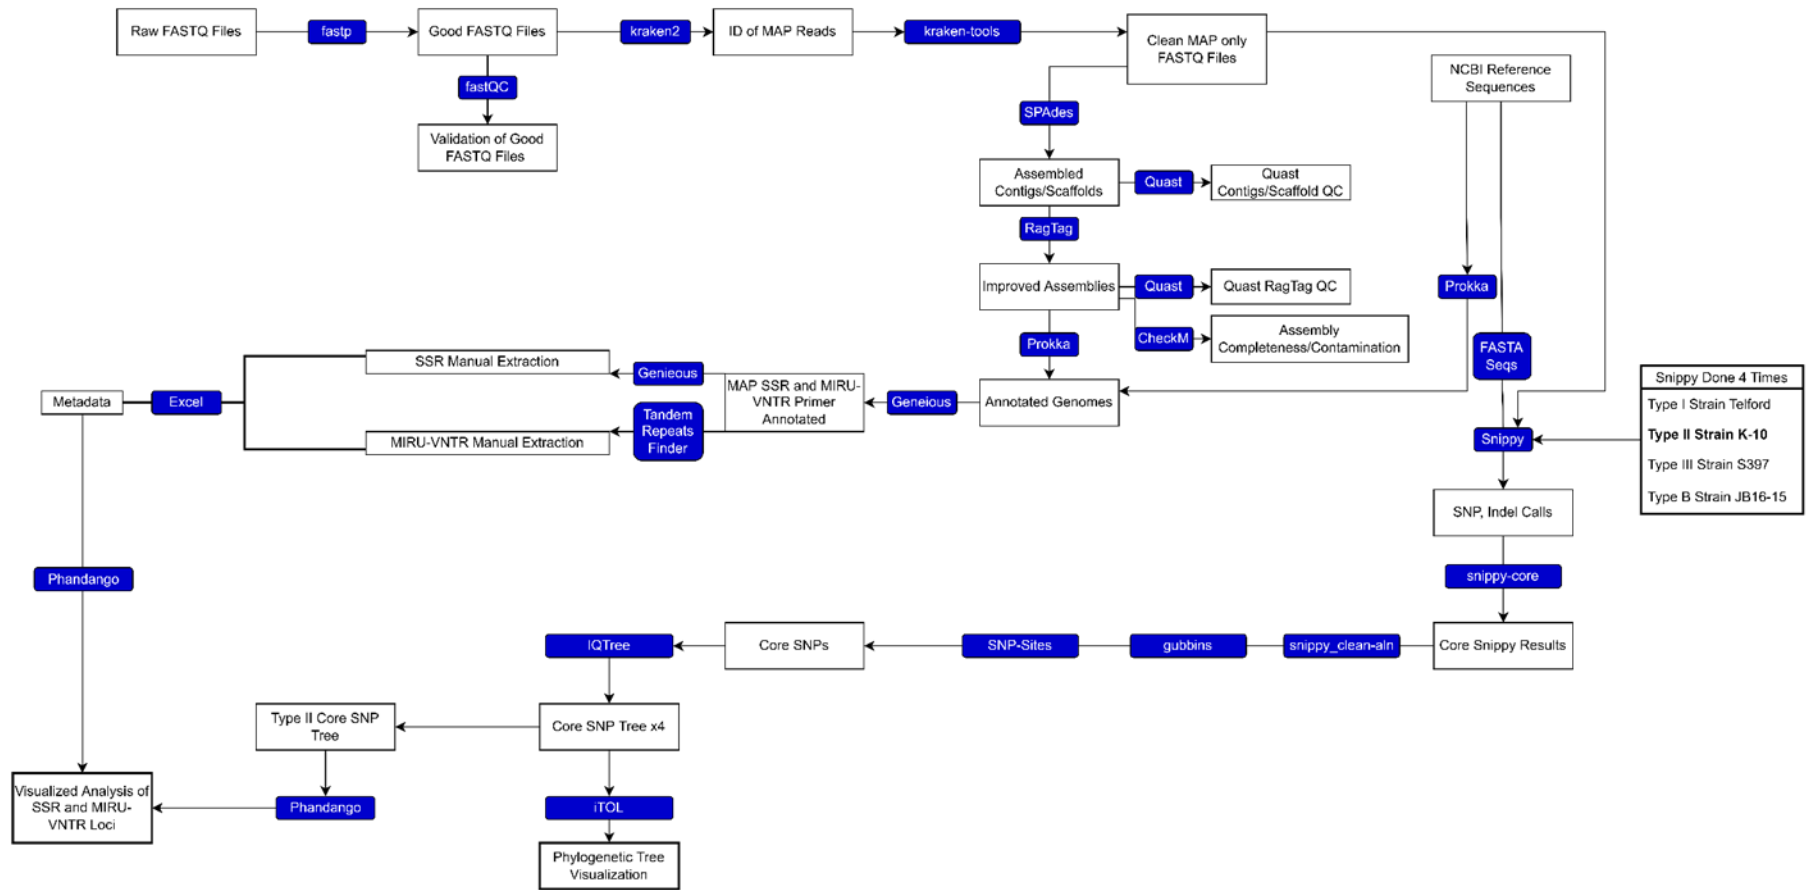 Raw FASTQ Files
fastp
Good FASTQ Files
kraken2
ID of MAP Reads
kraken-tools
Clean MAP only
FASTQ Files
NCBI Reference
Sequences
fastQC
Validation of Good
FASTQ Files
SPAdes
Assembled
Contigs/Scaffolds
Quast
Quast
Contigs/Scaffold QC
RagTag
Improved Assemblies
Quast
Quast RagTag QC
Prokka
CheckM
Assembly
Completeness/Contamination
Prokka
FASTA
Seqs
SSR Manual Extraction
Genieous
MAP SSR and MIRU-
VNTR Primer
Annotated
Geneious
Annotated Genomes
Metadata
Excel
MIRU-VNTR Manual Extraction
Tandem
Repeats
Finder
Snippy Done 4 Times
Type I Strain Telford
Type II Strain K-10
Type III Strain S397
Type B Strain JB16-15
Snippy
SNP, Indel Calls
snippy-core
Phandango
IQTree
Core SNPs
SNP-Sites
gubbins
snippy_clean-aln
Core Snippy Results
Type II Core SNP
Tree
Core SNP Tree x4
Visualized Analysis of
SSR and MIRU-
VNTR Loci
Phandango
iTOL
Phylogenetic Tree
Visualization